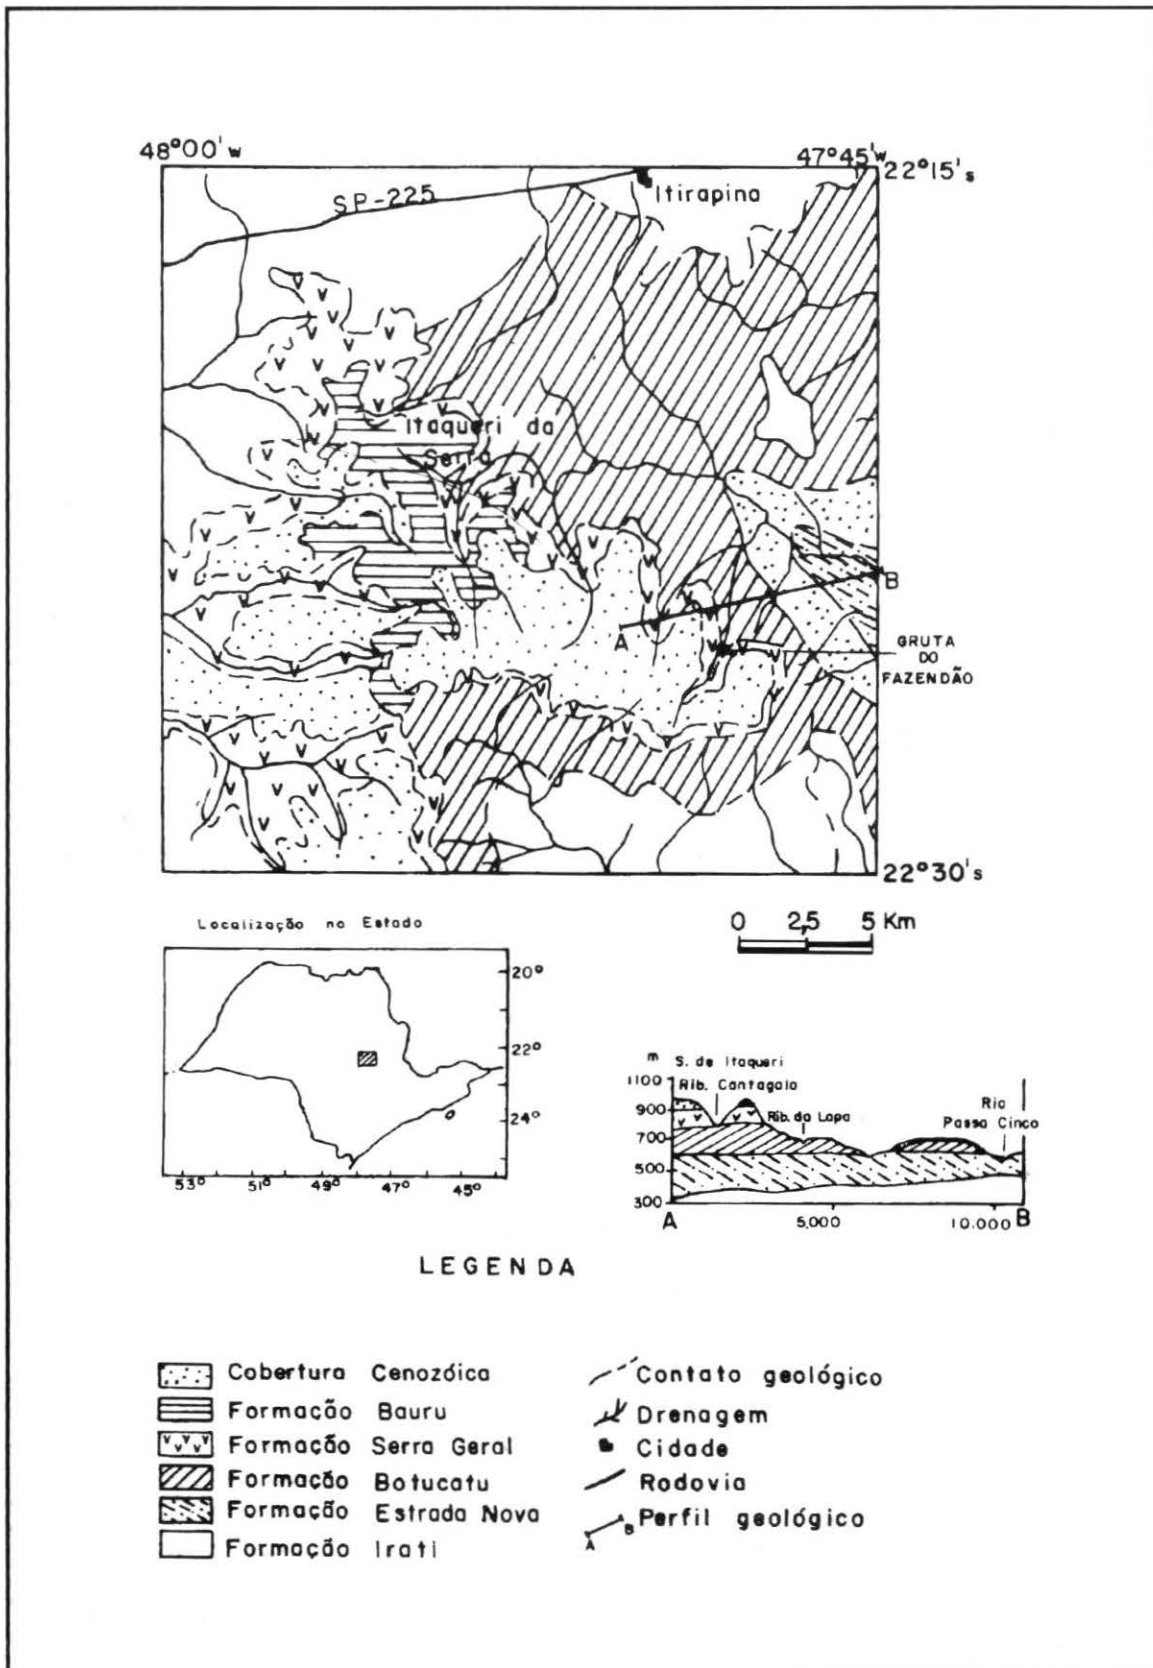 48°00' w
47°45' w
22°15' s
SP-225
Itirapina
Itaqueri da
Serra
A
B
GRUTA
DO
FAZENDÃO
22°30' s
Localização no Estado
0 2,5 5 Km
20°
22°
24°
53° 51° 49° 47° 45°
m S. de Itaqueri
1100
Rib. Cantagalo
900
Rib. da Lapa
Rio
Passa Cinco
700
500
300
A 5,000 10.000 B
LEGENDA
Cobertura Cenozóica
Formação Bauru
Formação Serra Geral
Formação Botucatu
Formação Estrada Nova
Formação Irati
Contato geológico
Drenagem
Cidade
Rodovia
A B Perfil geológico